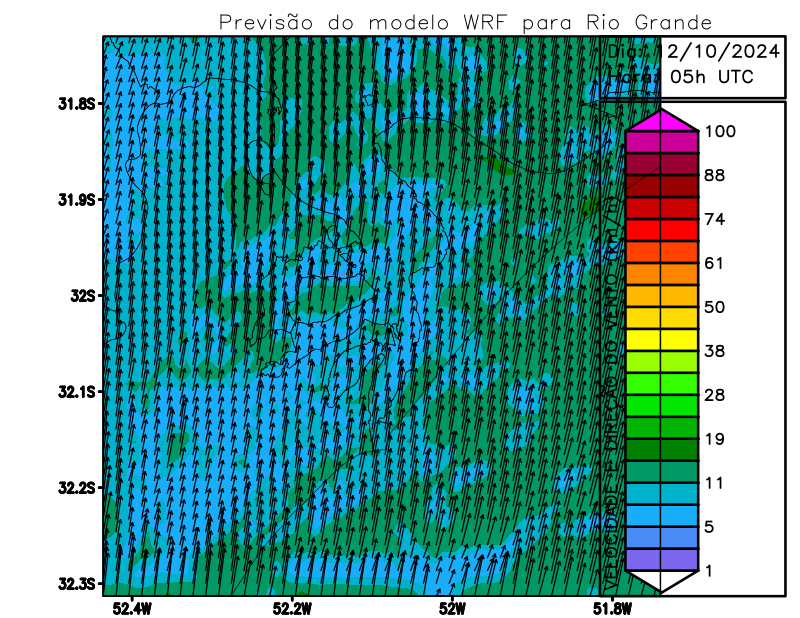 Previsão do modelo WRF para Rio Grande
Dia: 12/10/2024
Hora: 05h UTC
31.8S
31.9S
32S
32.1S
32.2S
32.3S
52.4W
52.2W
52W
51.8W
100
88
74
61
50
38
28
19
11
5
1
VELOCIDADE E DIREÇÃO DO VENTO (km/h)